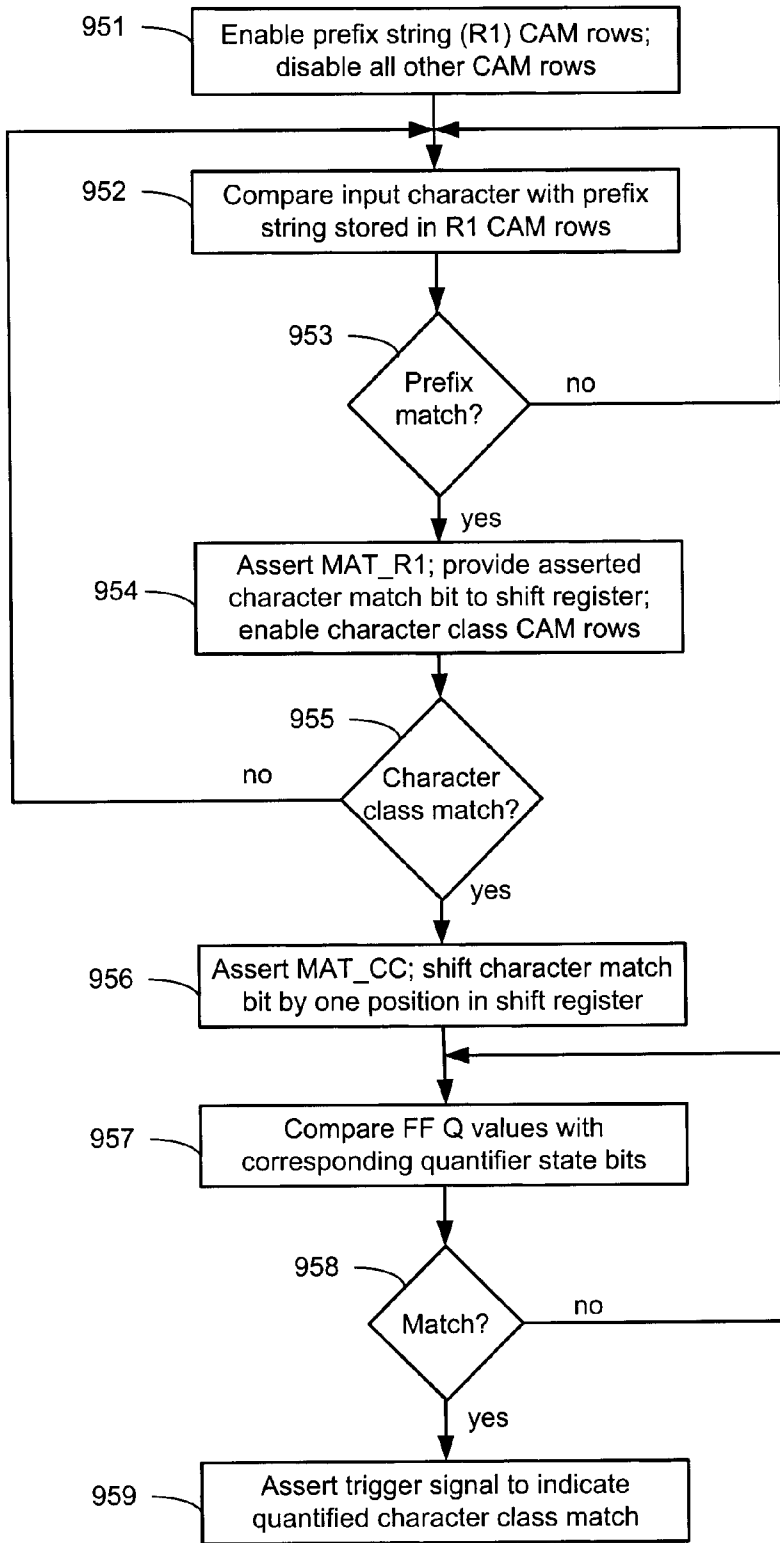 951
Enable prefix string (R1) CAM rows;
disable all other CAM rows
952
Compare input character with prefix
string stored in R1 CAM rows
953
Prefix
match?
no
yes
954
Assert MAT_R1; provide asserted
character match bit to shift register;
enable character class CAM rows
955
no
Character
class match?
yes
956
Assert MAT_CC; shift character match
bit by one position in shift register
957
Compare FF Q values with
corresponding quantifier state bits
958
Match?
no
yes
959
Assert trigger signal to indicate
quantified character class match